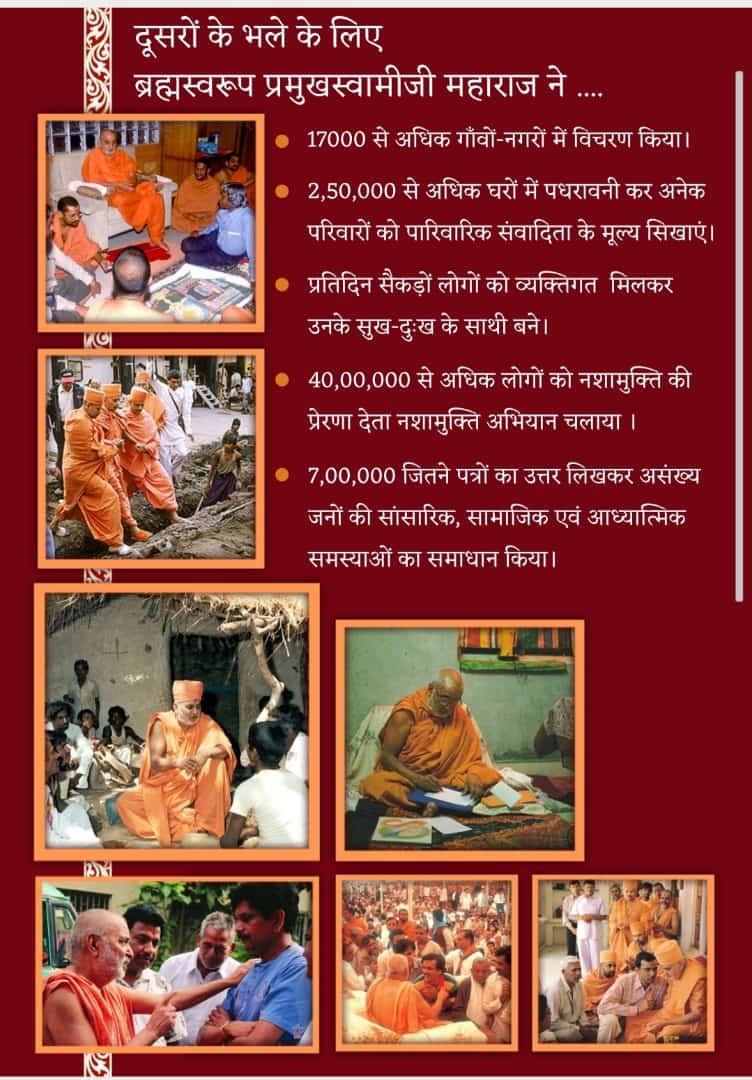 दूसरों के भले के लिए
ब्रह्मस्वरूप प्रमुखस्वामीजी महाराज ने ....
17000 से अधिक गाँवों-नगरों में विचरण किया।
2,50,000 से अधिक घरों में पधरावनी कर अनेक
परिवारों को पारिवारिक संवादिता के मूल्य सिखाएं।
प्रतिदिन सैकड़ों लोगों को व्यक्तिगत मिलकर
उनके सुख-दुःख के साथी बने।
40,00,000 से अधिक लोगों को नशामुक्ति की
प्रेरणा देता नशामुक्ति अभियान चलाया ।
7,00,000 जितने पत्रों का उत्तर लिखकर असंख्य
जनों की सांसारिक, सामाजिक एवं आध्यात्मिक
समस्याओं का समाधान किया।